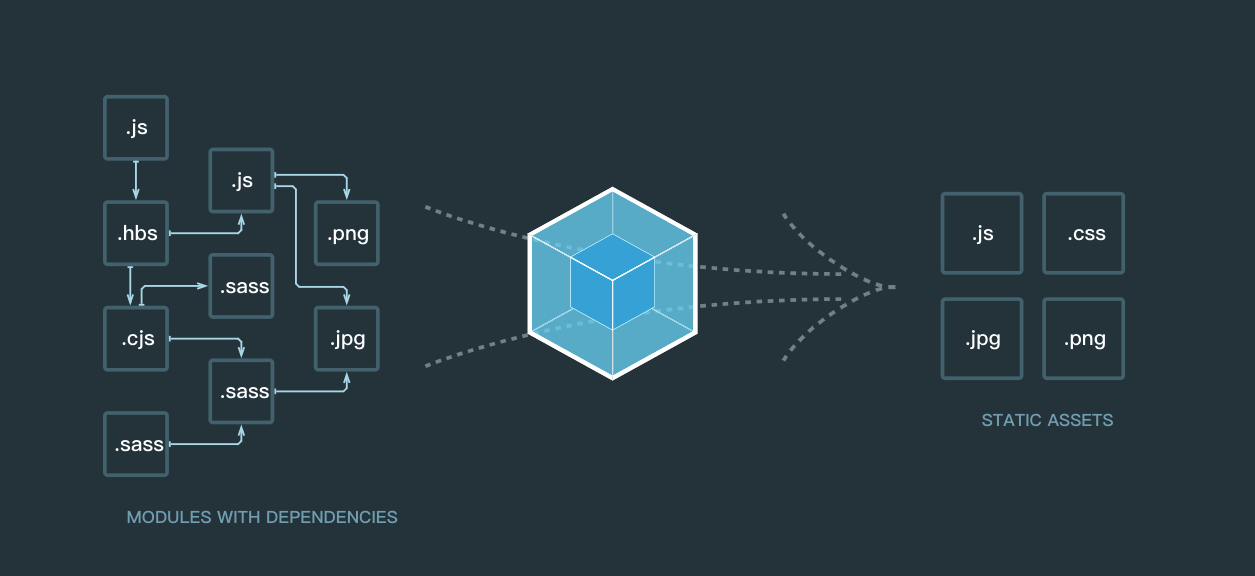 .js
.js
.hbs
.png
.sass
.cjs
.jpg
.sass
.sass
MODULES WITH DEPENDENCIES
.js
.css
.jpg
.png
STATIC ASSETS